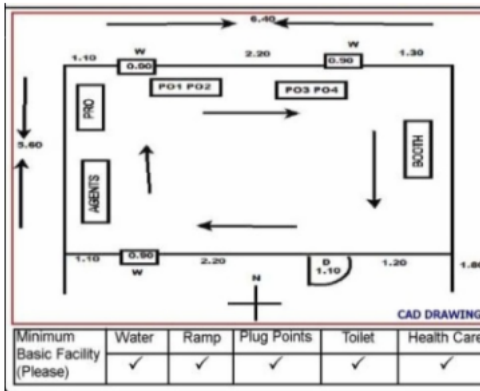 6.40
W
W
1.10
0.90
2.20
0.90
1.30
PO1 PO2
PO3 PO4
PRO
BOOTH
5.60
AGENTS
1.10
0.90
2.20
D
1.10
1.20
W
1.80
N
CAD DRAWING
Minimum Basic Facility (Please)
Water
Ramp
Plug Points
Toilet
Health Care
✓ ✓ ✓ ✓ ✓